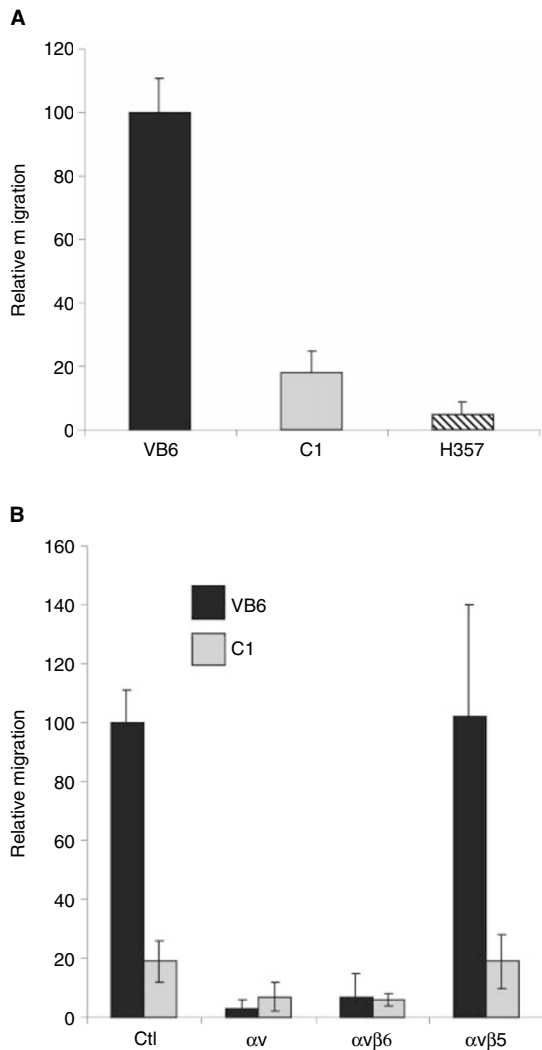 A
120
100
80
60
40
20
0
Relative m igration
VB6
C1
H357
B
160
140
120
100
80
60
40
20
0
Relative migration
VB6
C1
Ctl
αv
αvβ6
αvβ5